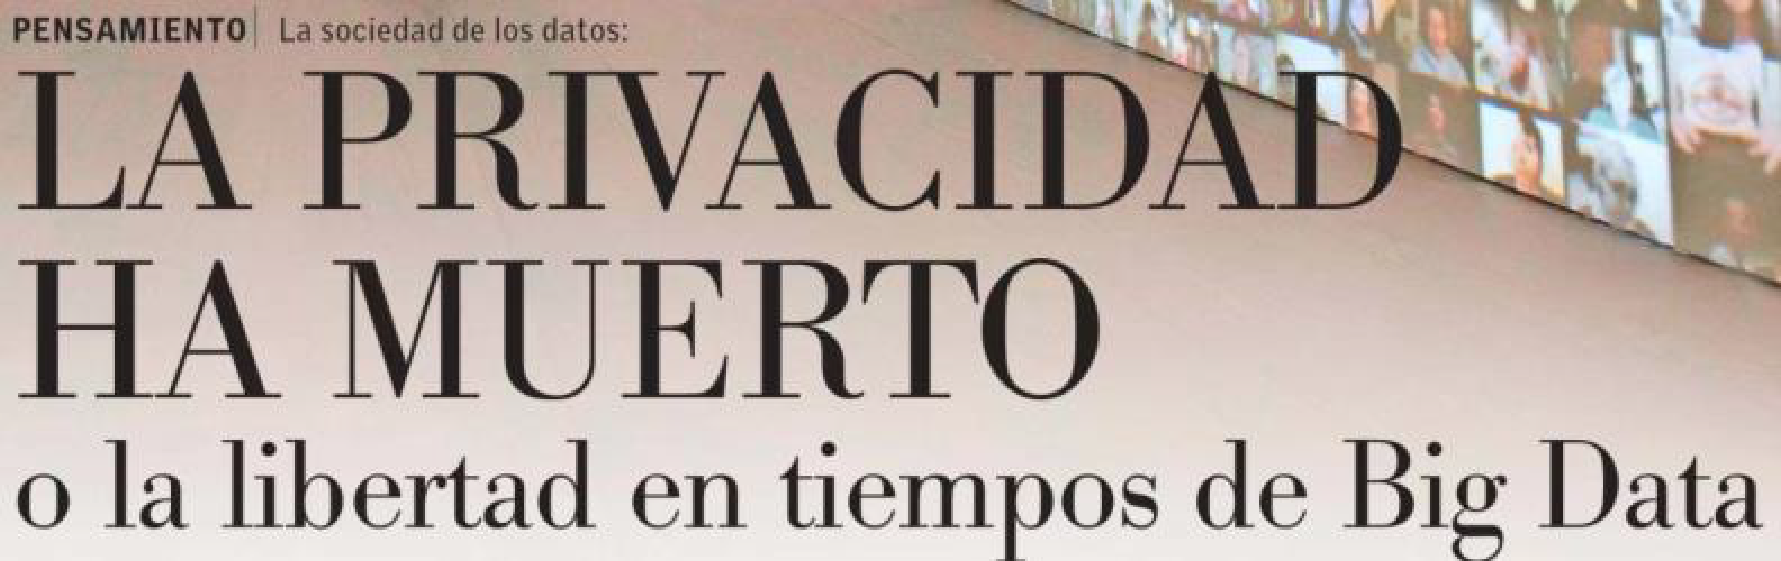 PENSAMIENTO | La sociedad de los datos:
LA PRIVACIDAD
HA MUERTO
o la libertad en tiempos de Big Data